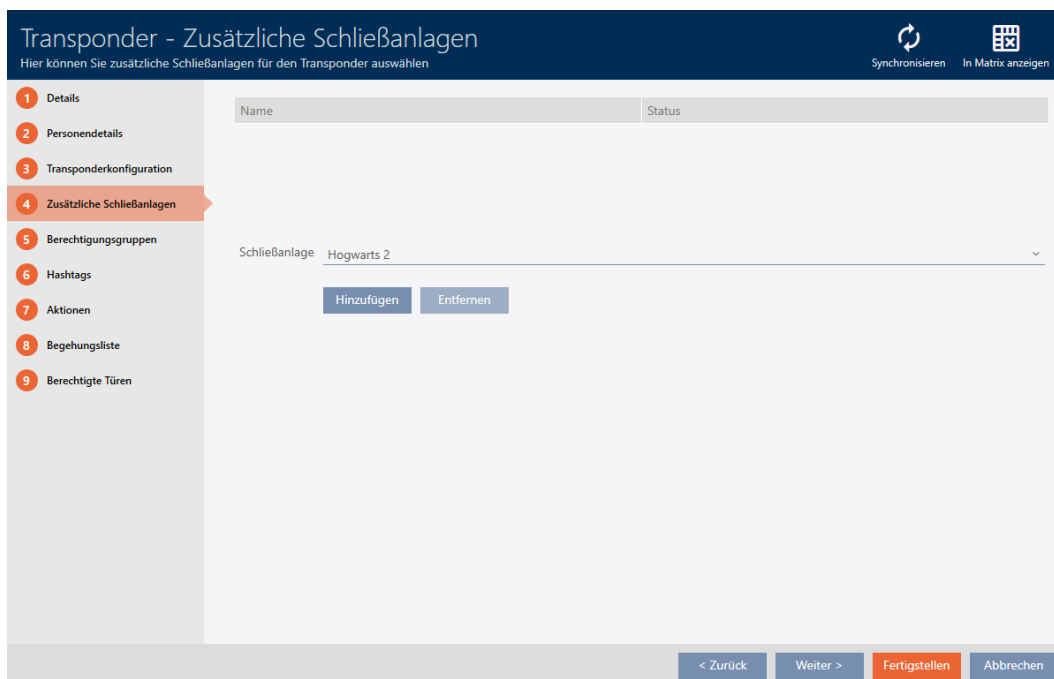 Transponder - Zusätzliche Schließanlagen
Hier können Sie zusätzliche Schließanlagen für den Transponder auswählen
Synchronisieren
In Matrix anzeigen
1 Details
2 Personendetails
3 Transponderkonfiguration
4 Zusätzliche Schließanlagen
5 Berechtigungsgruppen
6 Hashtags
7 Aktionen
8 Begehungsliste
9 Berechtigte Türen
Name Status
Schließanlage Hogwarts 2
Hinzufügen Entfernen
< Zurück Weiter > Fertigstellen Abbrechen